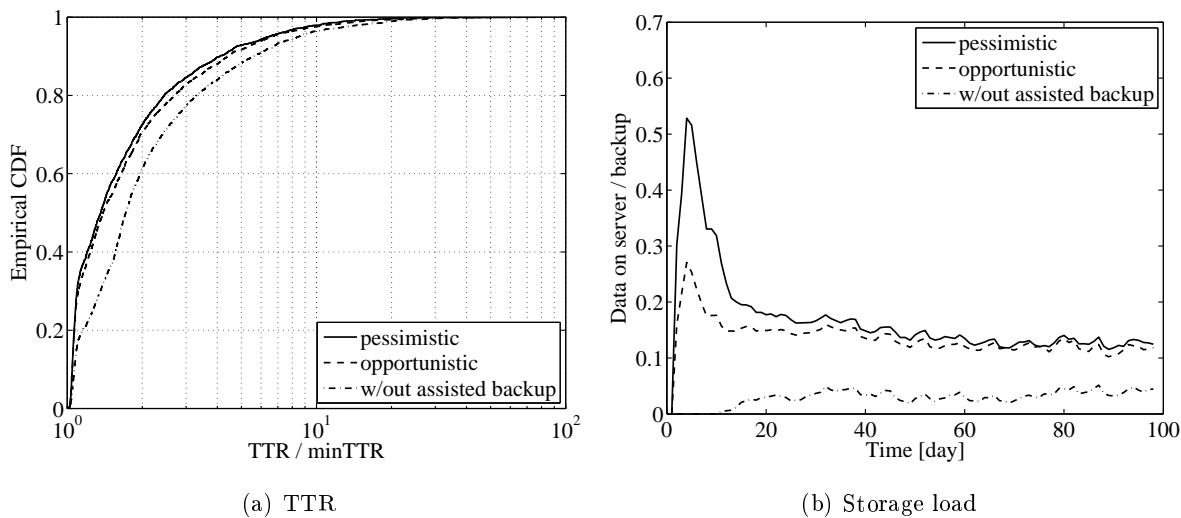 1
0.8
0.6
0.4
0.2
0
Empirical CDF
10^0
10^1
10^2
TTR / minTTR
pessimistic
opportunistic
w/out assisted backup
(a) TTR
0.7
0.6
0.5
0.4
0.3
0.2
0.1
0
Data on server / backup
0
20
40
60
80
100
Time [day]
pessimistic
opportunistic
w/out assisted backup
(b) Storage load